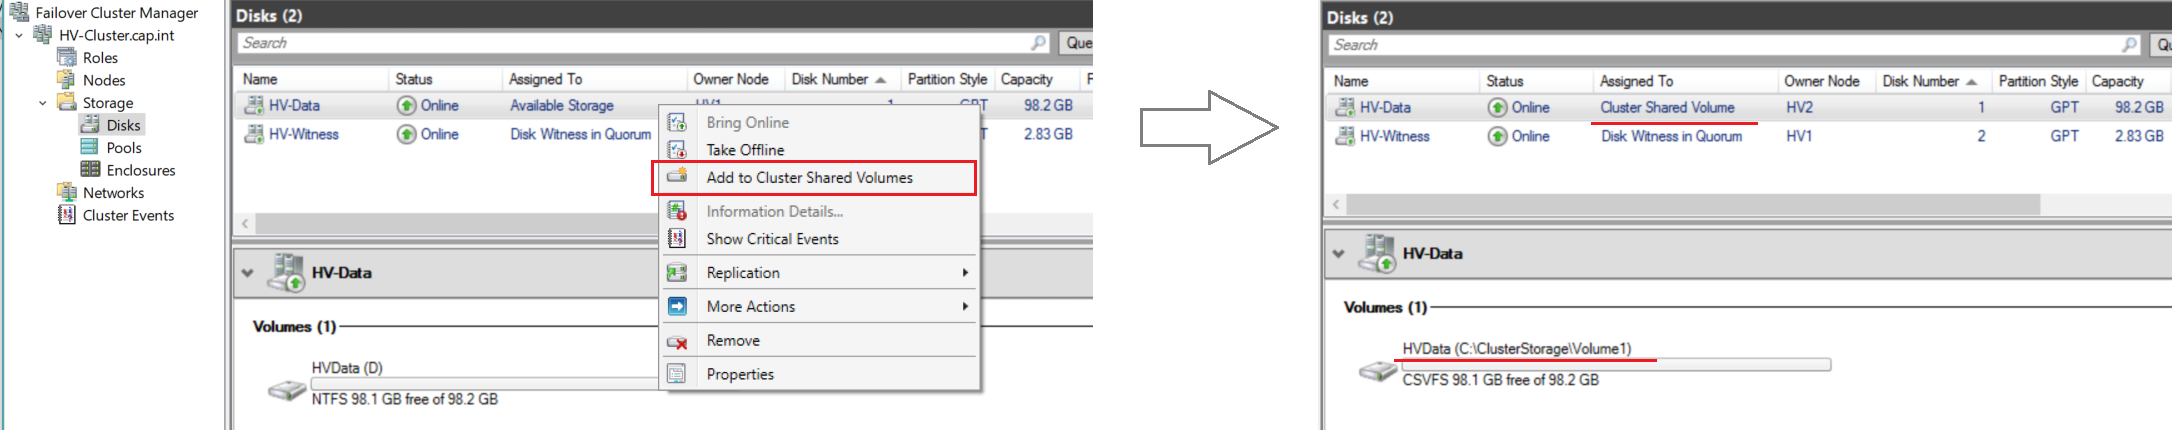 Failover Cluster Manager
HV-Cluster.cap.int
Roles
Nodes
Storage
Disks
Pools
Enclosures
Networks
Cluster Events
Disks (2)
Search
Que
Name Status Assigned To Owner Node Disk Number Partition Style Capacity F
HV-Data Online Available Storage HV1 1 GPT 98.2 GB
HV-Witness Online Disk Witness in Quorum 2.83 GB
Bring Online
Take Offline
Add to Cluster Shared Volumes
Information Details...
Show Critical Events
Replication
More Actions
Remove
Properties
HV-Data
Volumes (1)
HVData (D)
NTFS 98.1 GB free of 98.2 GB
Disks (2)
Search
Qu
Name Status Assigned To Owner Node Disk Number Partition Style Capacity
HV-Data Online Cluster Shared Volume HV2 1 GPT 98.2 GB
HV-Witness Online Disk Witness in Quorum HV1 2 GPT 2.83 GB
HV-Data
Volumes (1)
HVData (C:\ClusterStorage\Volume1)
CSVFS 98.1 GB free of 98.2 GB